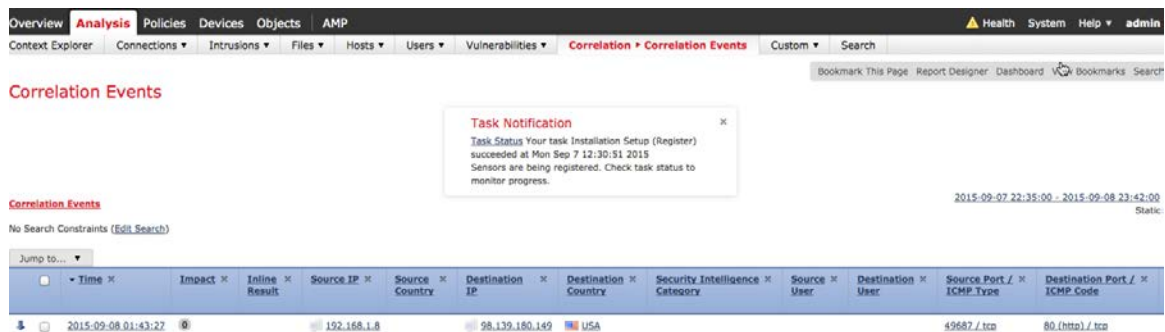 Overview Analysis Policies Devices Objects AMP Health System Help ▾ admin
Context Explorer Connections ▾ Intrusions ▾ Files ▾ Hosts ▾ Users ▾ Vulnerabilities ▾ Correlation ▸ Correlation Events Custom ▾ Search
Bookmark This Page Report Designer Dashboard Bookmarks Search
Correlation Events
Task Notification ×
Task Status Your task Installation Setup (Register)
succeeded at Mon Sep 7 12:30:51 2015
Sensors are being registered. Check task status to
monitor progress.
2015-09-07 22:35:00 - 2015-09-08 23:42:00
Static
Correlation Events
No Search Constraints (Edit Search)
Jump to... ▼
▾ Time × Impact × Inline Result × Source IP × Source Country × Destination IP × Destination Country × Security Intelligence Category × Source User × Destination User × Source Port / ICMP Type × Destination Port / ICMP Code ×
2015-09-08 01:43:27 0 192.168.1.8 98.139.180.149 USA 49687 / tcp 80 (http) / tcp